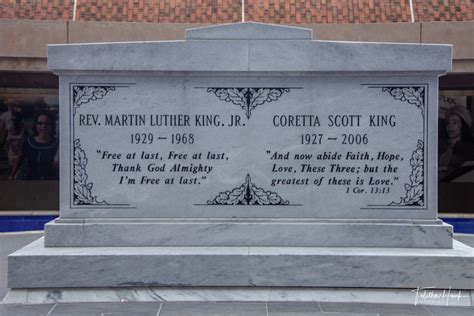 REV. MARTIN LUTHER KING, JR.
1929 – 1968
"Free at last, Free at last,
Thank God Almighty
I'm Free at last."
CORETTA SCOTT KING
1927 – 2006
"And now abide Faith, Hope,
Love, These Three; but the
greatest of these is Love."
1 Cor. 13:13